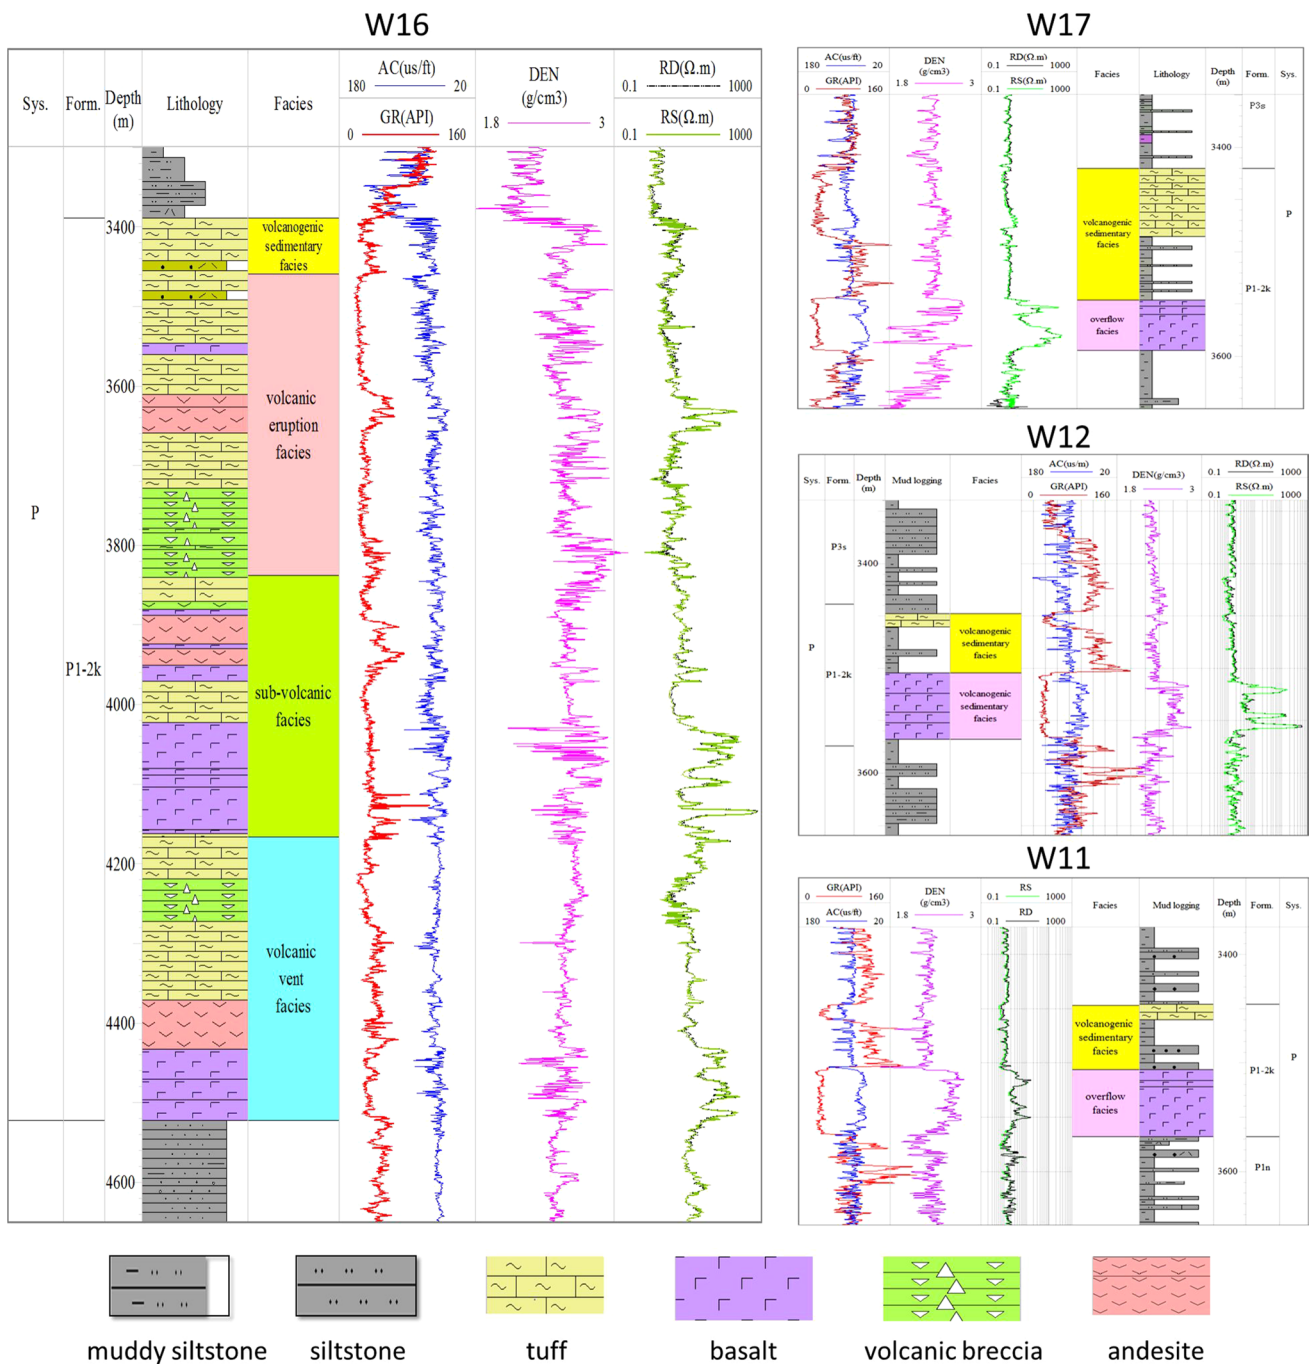 W16
Sys.
Form.
Depth
(m)
Lithology
Facies
AC(us/ft)
180 20
GR(API)
0 160
DEN
(g/cm3)
1.8 3
RD(Ω.m)
0.1 1000
RS(Ω.m)
0.1 1000
3400
3600
3800
4000
4200
4400
4600
P
P1-2k
volcanogenic
sedimentary
facies
volcanic
eruption
facies
sub-volcanic
facies
volcanic
vent
facies
W17
AC(us/ft)
180 20
GR(API)
0 160
DEN
(g/cm3)
1.8 3
RD(Ω.m)
0.1 1000
RS(Ω.m)
0.1 1000
Facies
Lithology
Depth
(m)
Form.
Sys.
P3s
3400
P
volcanogenic
sedimentary
facies
P1-2k
overflow
facies
3600
W12
Sys.
Form.
Depth
(m)
Mud logging
Facies
AC(us/m)
180 20
GR(API)
0 160
DEN(g/cm3)
1.8 3
RD(Ω.m)
0.1 1000
RS(Ω.m)
0.1 1000
P3s
3400
volcanogenic
sedimentary
facies
P
P1-2k
volcanogenic
sedimentary
facies
3600
W11
GR(API)
0 160
AC(us/ft)
180 20
DEN
(g/cm3)
1.8 3
RS
0.1 1000
RD
0.1 1000
Facies
Mud logging
Depth
(m)
Form.
Sys.
3400
volcanogenic
sedimentary
facies
P
P1-2k
overflow
facies
P1n
3600
muddy siltstone
siltstone
tuff
basalt
volcanic breccia
andesite